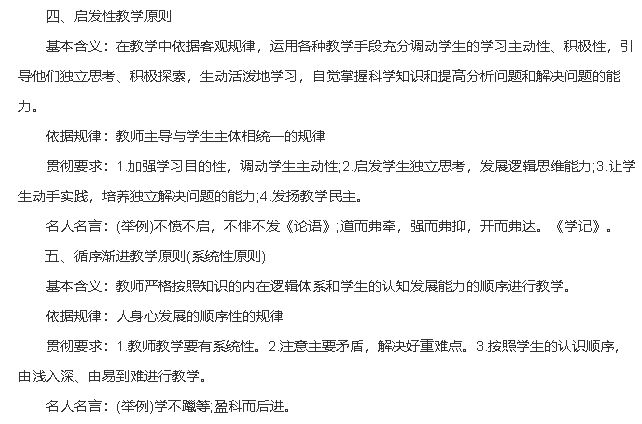 四、启发性教学原则
基本含义：在教学中依据客观规律，运用各种教学手段充分调动学生的学习主动性、积极性，引
导他们独立思考、积极探索，生动活泼地学习，自觉掌握科学知识和提高分析问题和解决问题的能
力。
依据规律：教师主导与学生主体相统一的规律
贯彻要求：1.加强学习目的性，调动学生主动性;2.启发学生独立思考，发展逻辑思维能力;3.让学
生动手实践，培养独立解决问题的能力;4.发扬教学民主。
名人名言：(举例)不愤不启，不悱不发《论语》;道而弗牵，强而弗抑，开而弗达。《学记》。
五、循序渐进教学原则(系统性原则)
基本含义：教师严格按照知识的内在逻辑体系和学生的认知发展能力的顺序进行教学。
依据规律：人身心发展的顺序性的规律
贯彻要求：1.教师教学要有系统性。2.注意主要矛盾，解决好重难点。3.按照学生的认识顺序，
由浅入深、由易到难进行教学。
名人名言：(举例)学不躐等;盈科而后进。